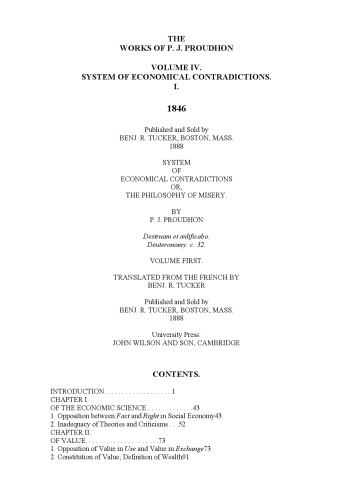 THE
WORKS OF P. J. PROUDHON
VOLUME IV.
SYSTEM OF ECONOMICAL CONTRADICTIONS.
I.
1846
Published and Sold by
BENJ. R. TUCKER, BOSTON, MASS.
1888
SYSTEM
OF
ECONOMICAL CONTRADICTIONS
OR,
THE PHILOSOPHY OF MISERY.
BY
P. J. PROUDHON
Destruam et ædificabo.
Deuteronomy: c. 32.
VOLUME FIRST.
TRANSLATED FROM THE FRENCH BY
BENJ. R. TUCKER
Published and Sold by
BENJ. R. TUCKER, BOSTON, MASS.
1888
University Press:
JOHN WILSON AND SON, CAMBRIDGE
CONTENTS.
INTRODUCTION. . . . . . . . . . . . . . . . . . . 1
CHAPTER I.
OF THE ECONOMIC SCIENCE . . . . . . . . . . . . .43
1. Opposition between Fact and Right in Social Economy43
2. Inadequacy of Theories and Criticisms . . .52
CHAPTER II.
OF VALUE. . . . . . . . . . . . . . . . . . . . .73
1. Opposition of Value in Use and Value in Exchange73
2. Constitution of Value; Definition of Wealth91